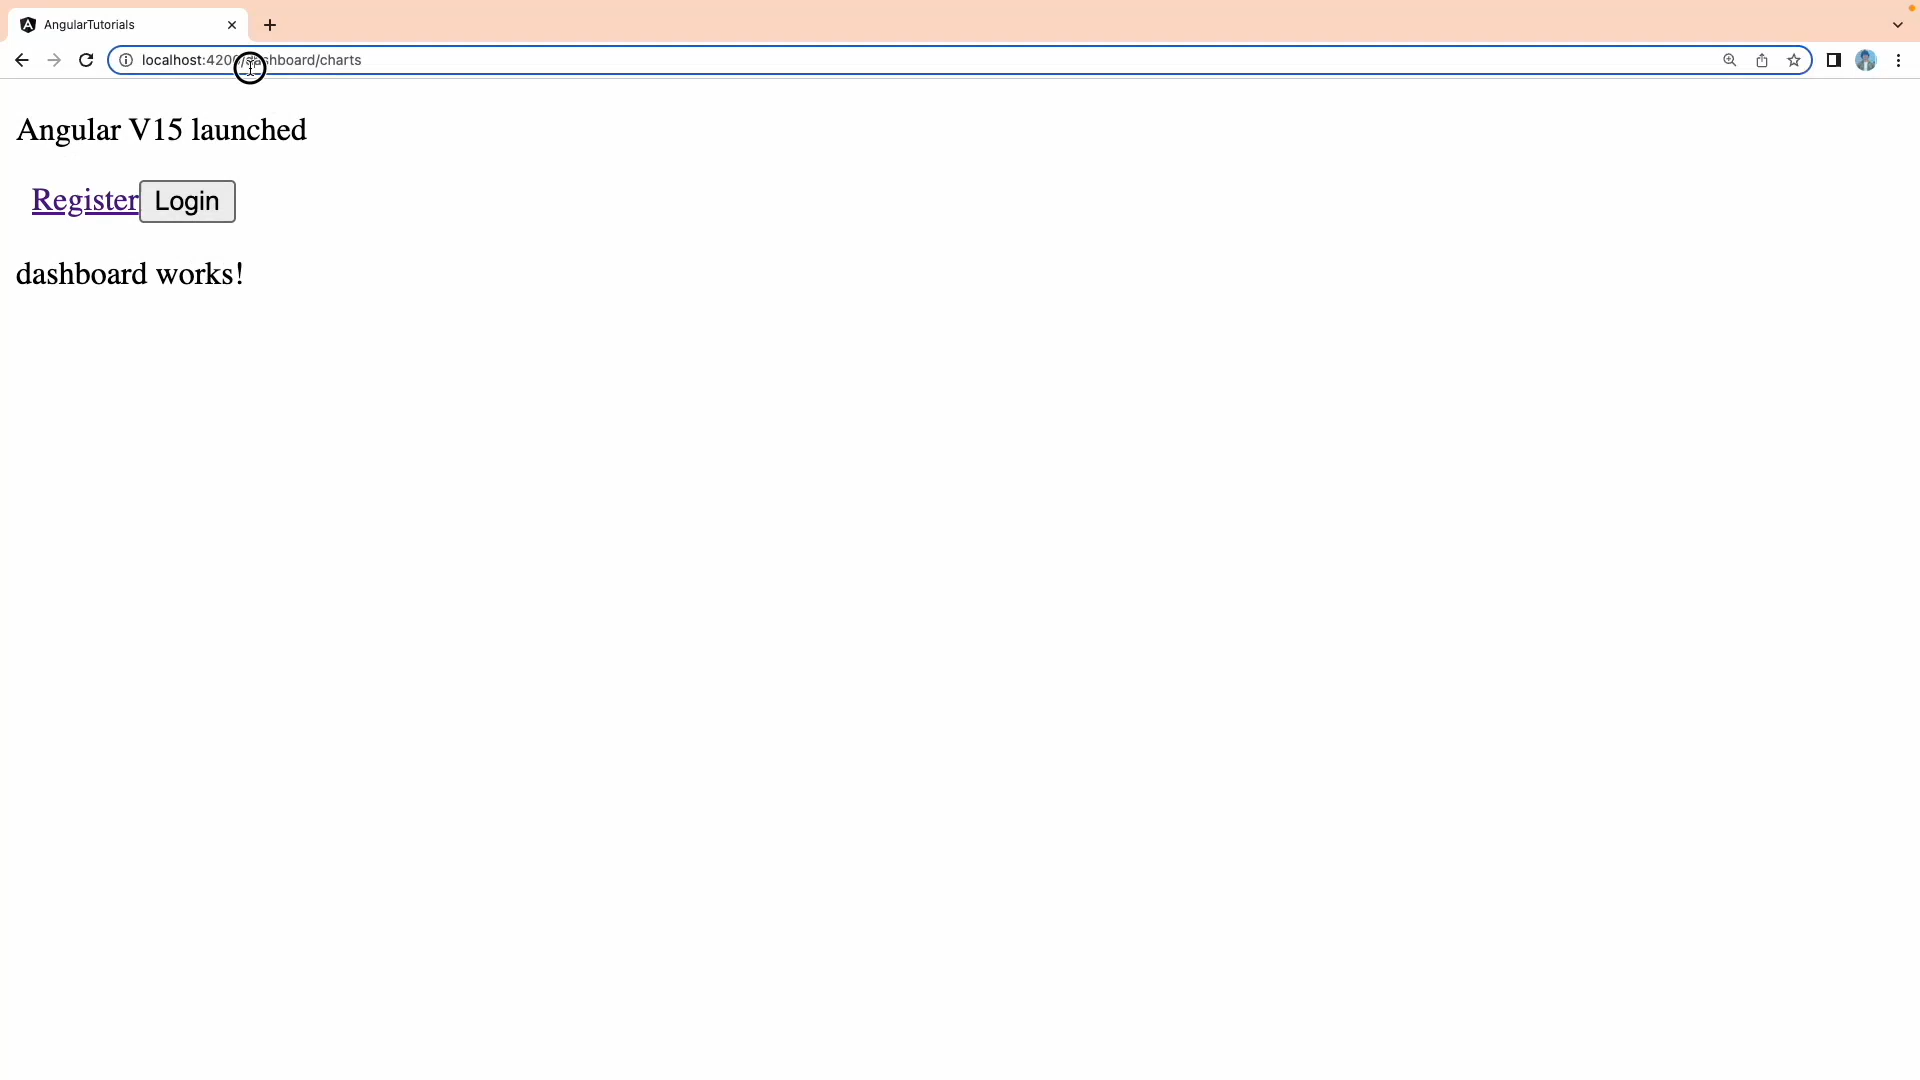 AngularTutorials
localhost:4200/dashboard/charts
Angular V15 launched
Register Login
dashboard works!